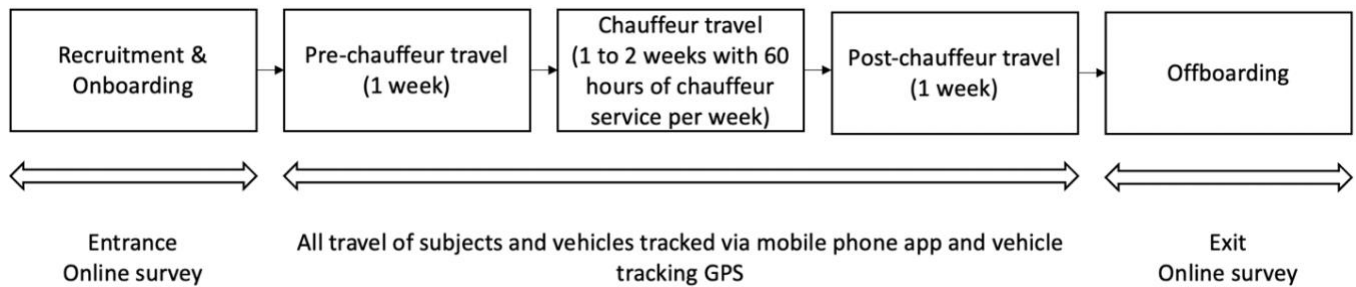 Recruitment &
Onboarding
Pre-chauffeur travel
(1 week)
Chauffeur travel
(1 to 2 weeks with 60
hours of chauffeur
service per week)
Post-chauffeur travel
(1 week)
Offboarding
Entrance
Online survey
All travel of subjects and vehicles tracked via mobile phone app and vehicle
tracking GPS
Exit
Online survey